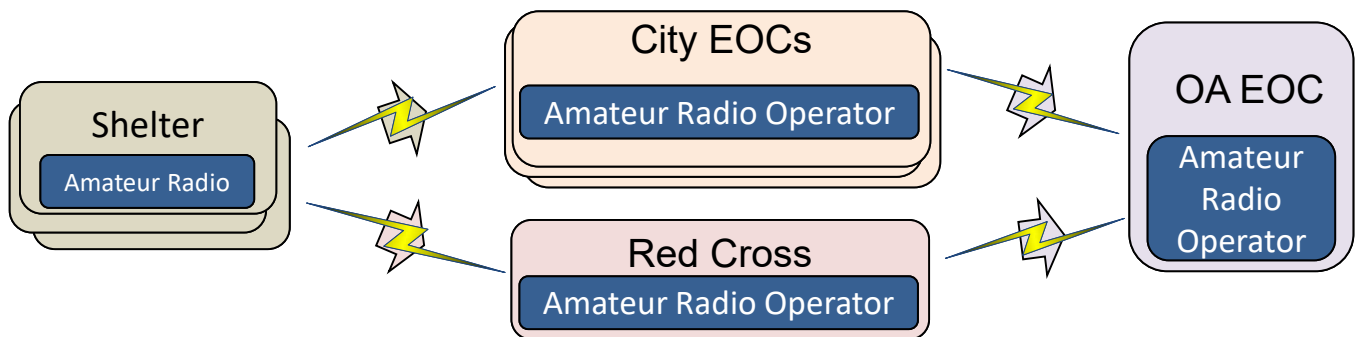 Shelter
Amateur Radio
City EOCs
Amateur Radio Operator
Red Cross
Amateur Radio Operator
OA EOC
Amateur
Radio
Operator